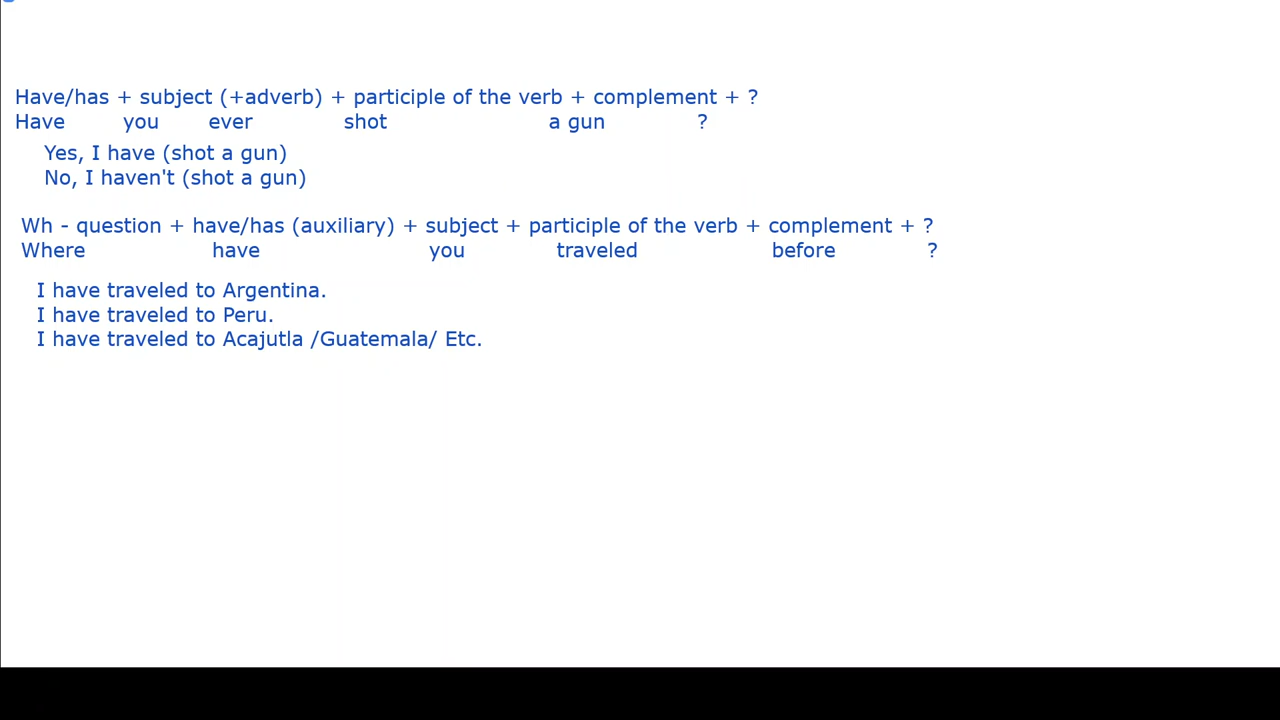 Have/has + subject (+adverb) + participle of the verb + complement + ?
Have you ever shot a gun ?
Yes, I have (shot a gun)
No, I haven't (shot a gun)
Wh - question + have/has (auxiliary) + subject + participle of the verb + complement + ?
Where have you traveled before ?
I have traveled to Argentina.
I have traveled to Peru.
I have traveled to Acajutla /Guatemala/ Etc.